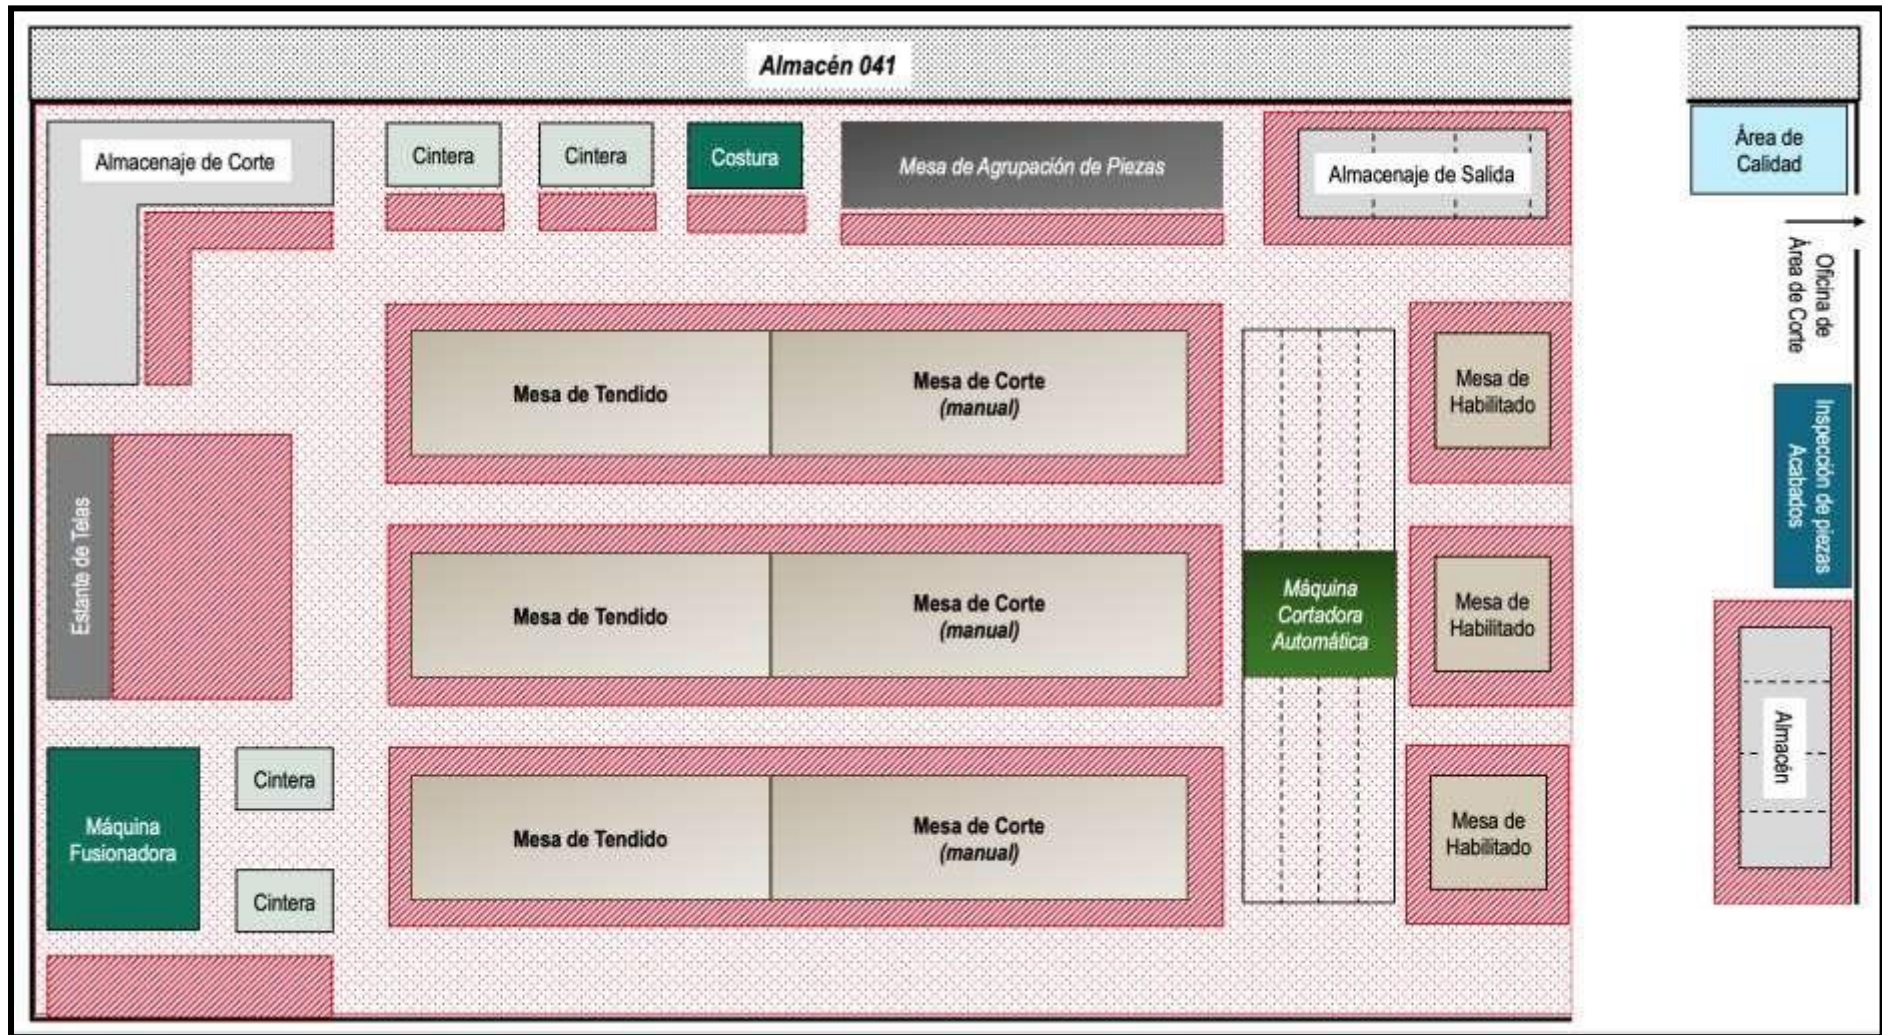 Almacén 041
Almacenaje de Corte
Cintera
Cintera
Costura
Mesa de Agrupación de Piezas
Almacenaje de Salida
Área de
Calidad
Oficina de
Área de Corte
Mesa de Tendido
Mesa de Corte
(manual)
Mesa de
Habilitado
Inspección de piezas
Acabados
Estante de Telas
Mesa de Tendido
Mesa de Corte
(manual)
Máquina
Cortadora
Automática
Mesa de
Habilitado
Almacén
Cintera
Máquina
Fusionadora
Cintera
Mesa de Tendido
Mesa de Corte
(manual)
Mesa de
Habilitado